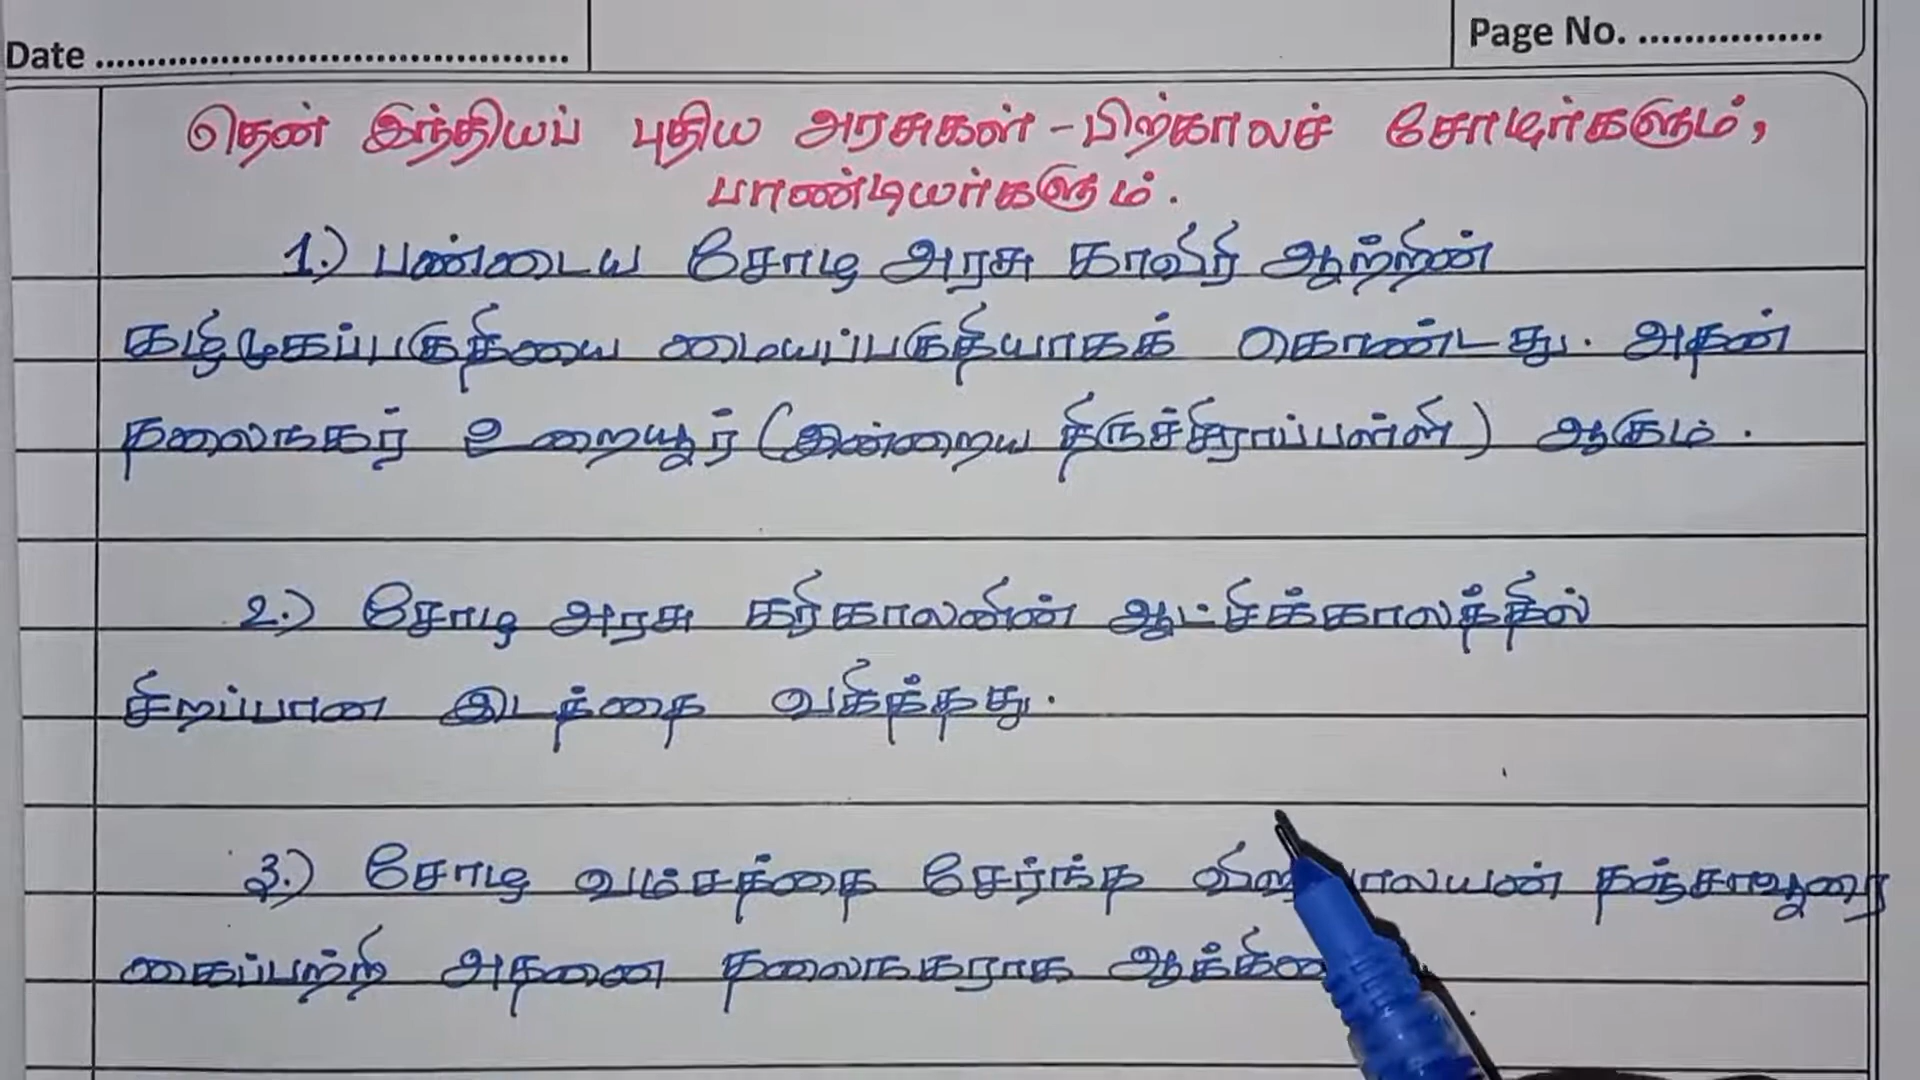 Date ............................................
Page No. ................
தென் இந்தியப் புதிய அரசுகள் - பிற்காலச் சோழர்களும்,
பாண்டியர்களும்.
1.) பண்டைய சோழ அரசு காவிரி ஆற்றின்
கழிமுகப்பகுதியை மையப்பகுதியாகக் கொண்டது. அதன்
தலைநகர் உறையூர் (இன்றைய திருச்சிராப்பள்ளி) ஆகும்.
2.) சோழ அரசு கரிகாலனின் ஆட்சிக்காலத்தில்
சிறப்பான இடத்தை வகித்தது.
3.) சோழ வம்சத்தை சேர்ந்த தஞ்சாவூரை
கைப்பற்றி அதனை தலைநகராக